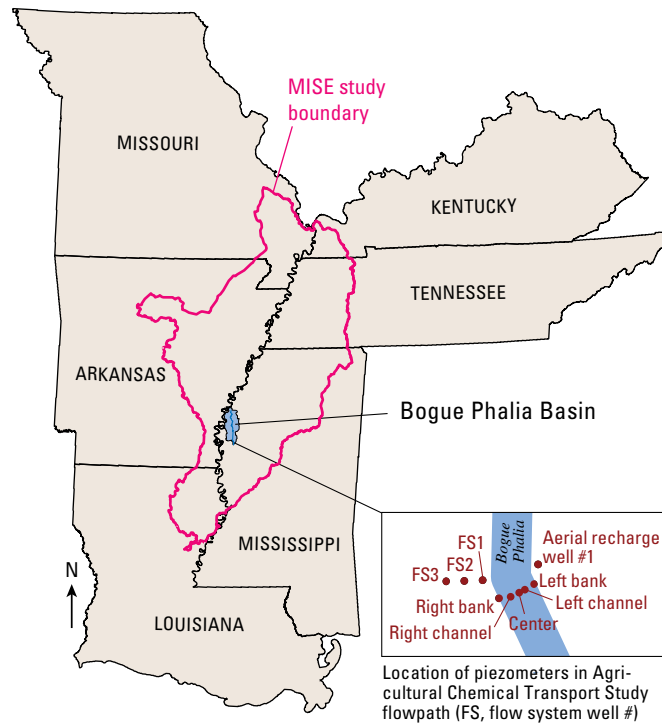 MISE study
boundary
MISSOURI
KENTUCKY
TENNESSEE
ARKANSAS
Bogue Phalia Basin
MISSISSIPPI
N
LOUISIANA
Bogue
Phalia
Aerial recharge
well #1
FS1
FS2
FS3
Left bank
Right bank
Left channel
Right channel
Center
Location of piezometers in Agri-
cultural Chemical Transport Study
flowpath (FS, flow system well #)